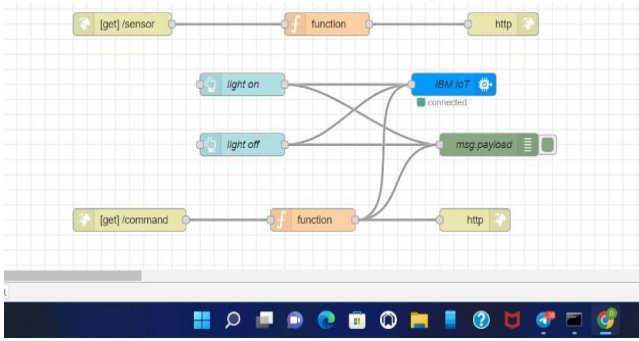 [get] /sensor function http
light on IBM IoT
connected
light off msg.payload
[get] /command function http